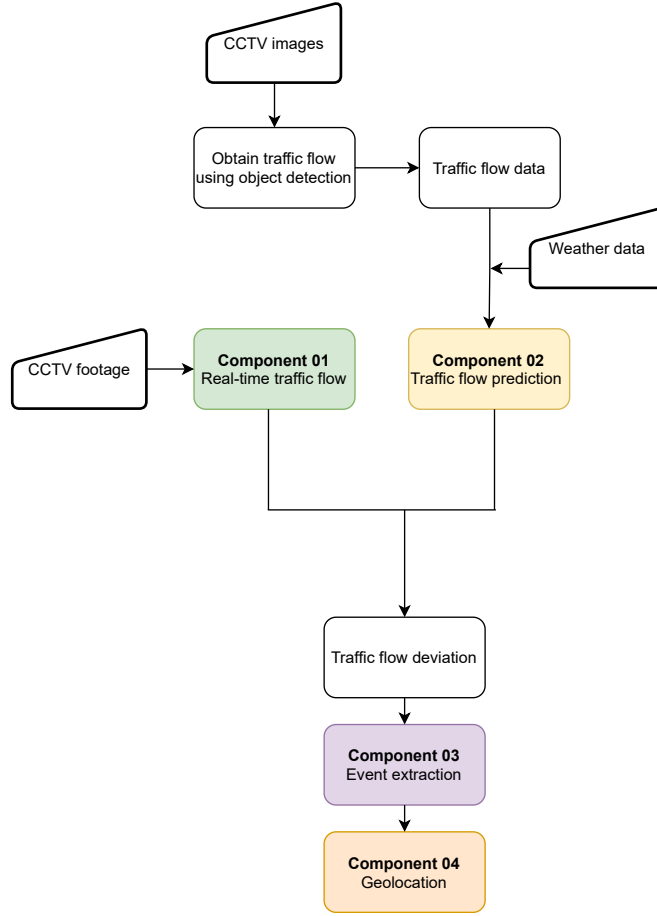 CCTV images
Obtain traffic flow
using object detection
Traffic flow data
Weather data
CCTV footage
Component 01
Real-time traffic flow
Component 02
Traffic flow prediction
Traffic flow deviation
Component 03
Event extraction
Component 04
Geolocation